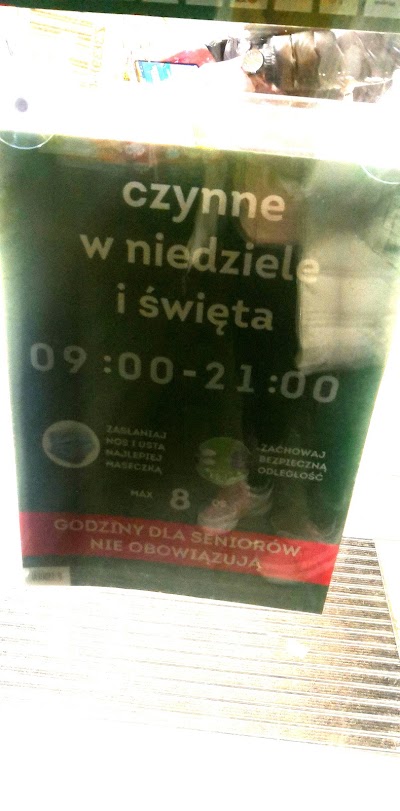 czynne
w niedziele
i święta
09:00-21:00
ZASŁANIAJ
NOS I USTA
NAJLEPIEJ
MASECZKĄ
ZACHOWAJ
BEZPIECZNĄ
ODLEGŁOŚĆ
MAX 8 OS.
GODZINY DLA SENIORÓW
NIE OBOWIĄZUJĄ